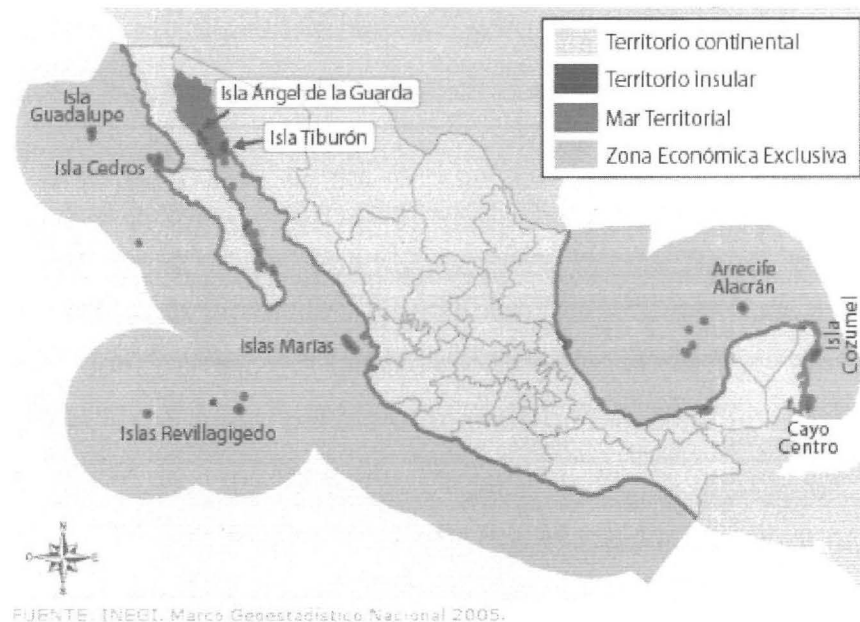 Territorio continental
Territorio insular
Mar Territorial
Zona Económica Exclusiva
Isla Ángel de la Guarda
Isla
Guadalupe
Isla Tiburón
Isla Cedros
Arrecife
Alacrán
Isla
Cozumel
Islas Marías
Islas Revillagigedo
Cayo
Centro
N
O
E
S
FUENTE: INEGI. Marco Geoestadístico Nacional 2005.